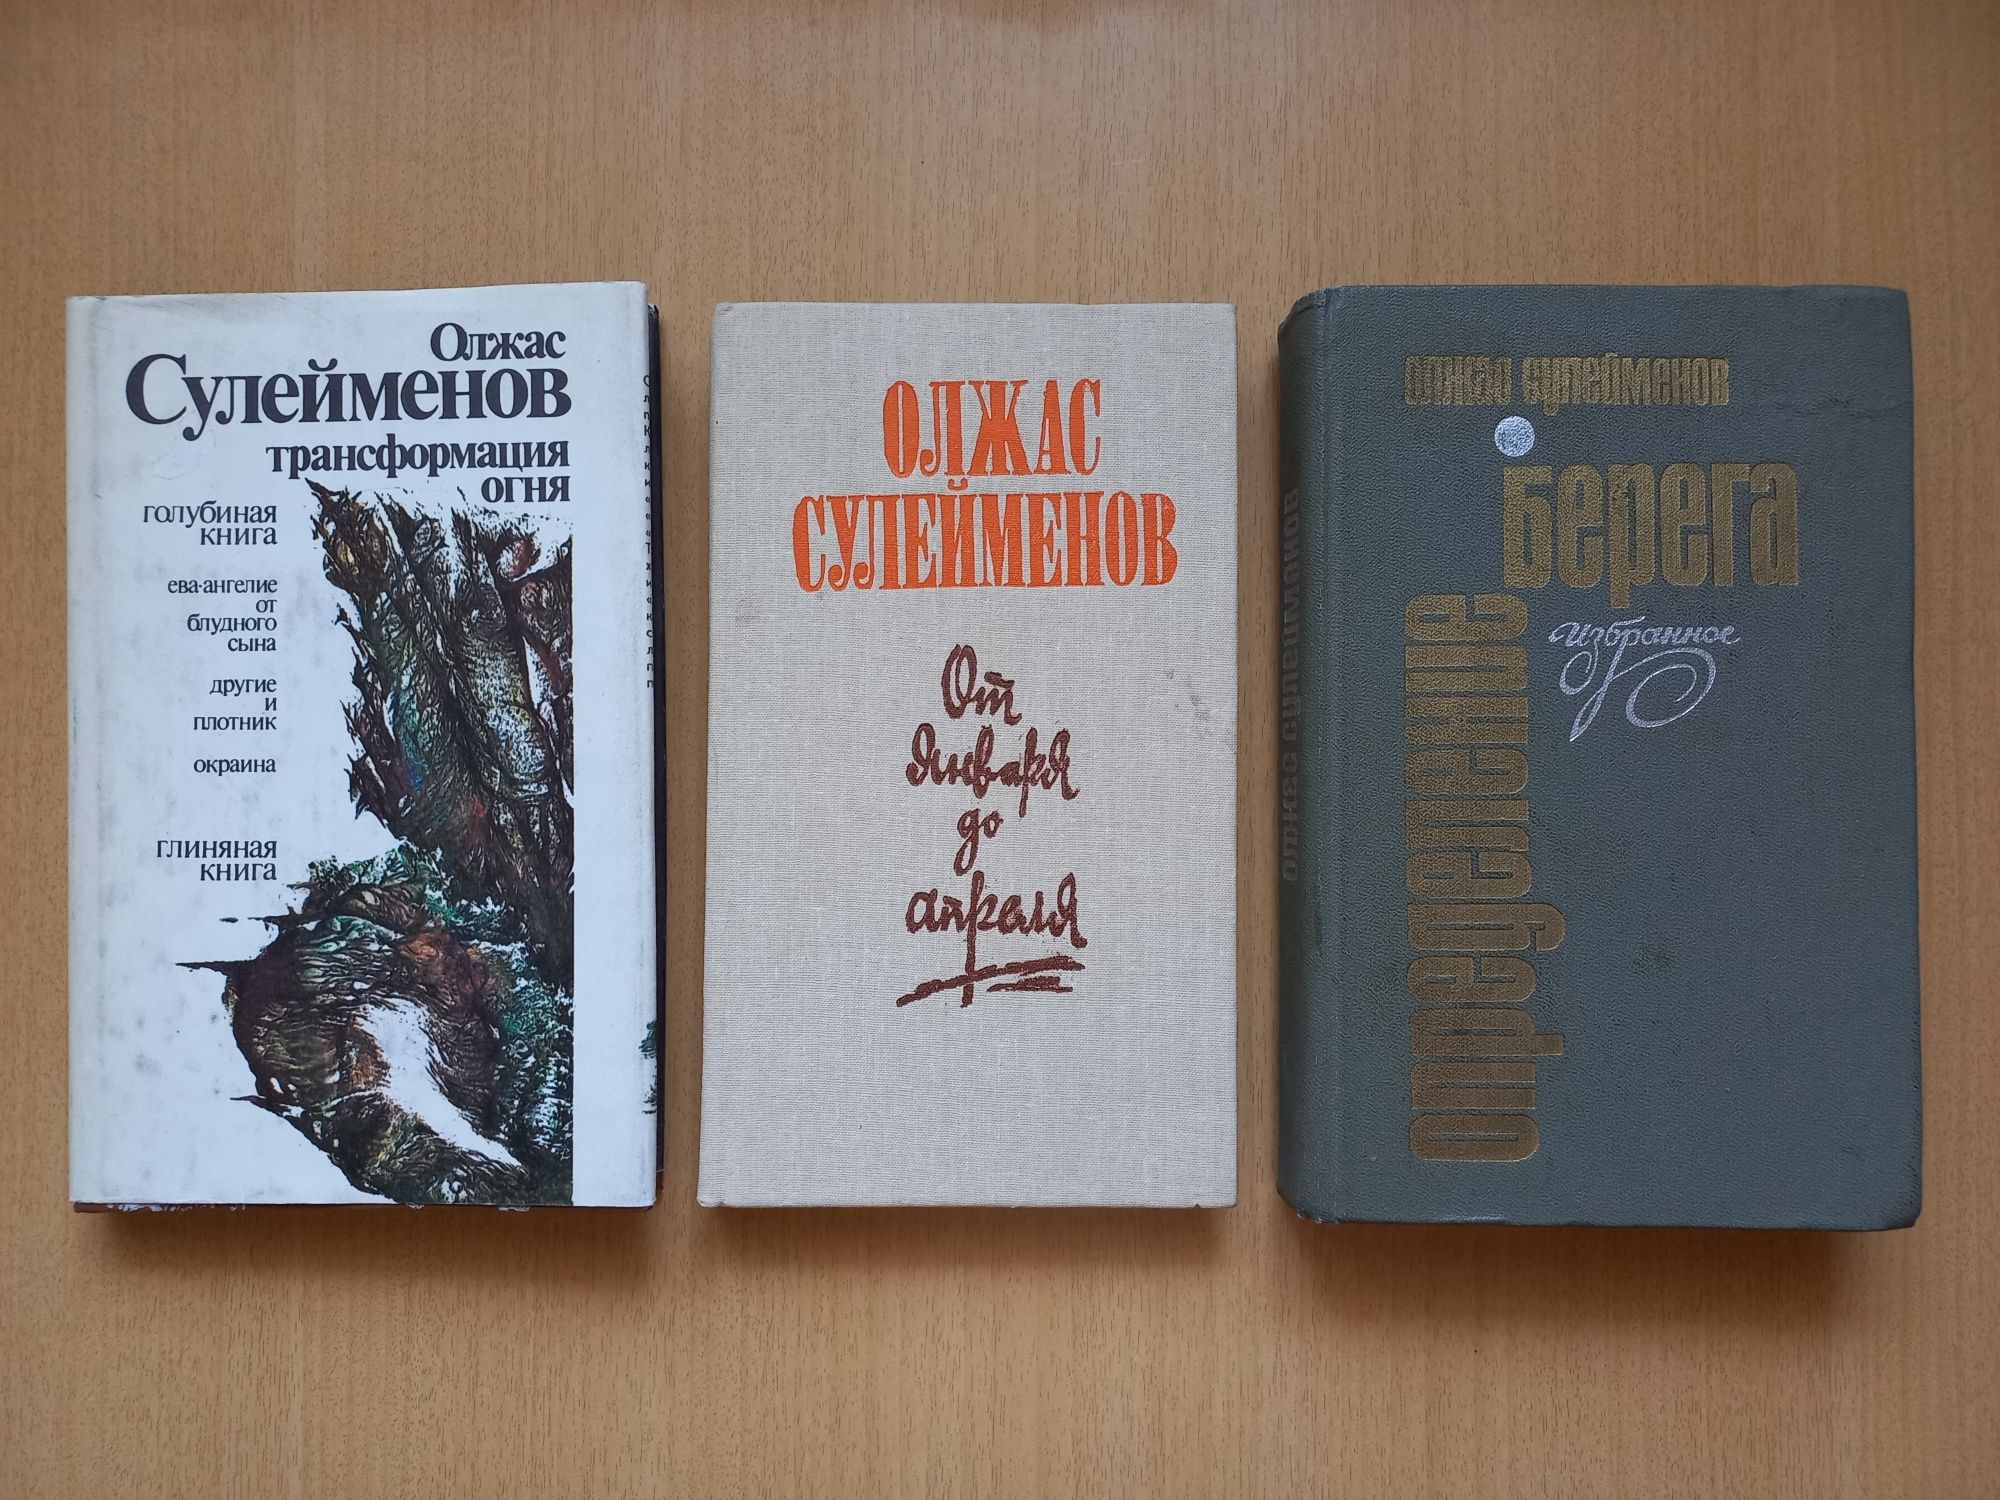 Олжас
Сулейменов
трансформация
огня
голубиная
книга
ева·ангелие
от
блудного
сына
другие
и
плотник
окраина
глиняная
книга
ОЛЖАС
СУЛЕЙМЕНОВ
От
января
до
апреля
олжас сулейменов
олжас сулейменов
определение
берега
Избранное